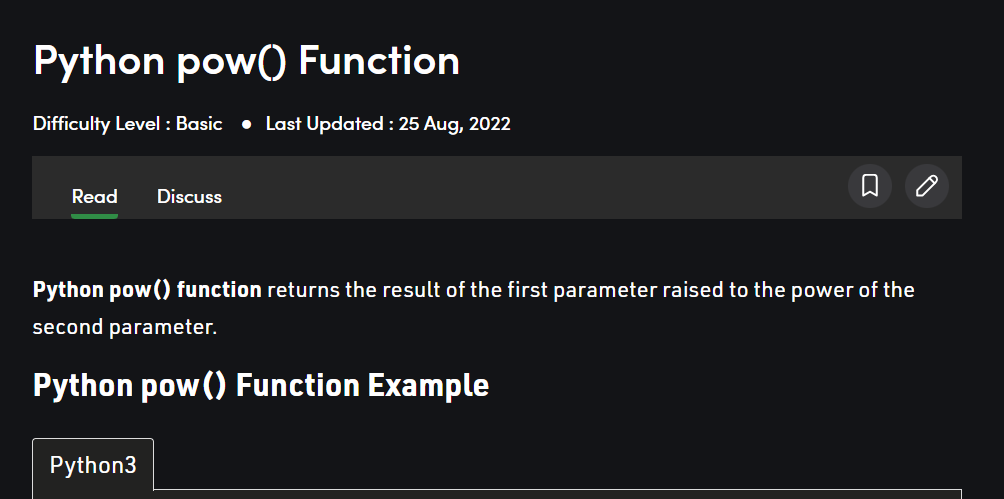 Python pow() Function
Difficulty Level : Basic ● Last Updated : 25 Aug, 2022
Read Discuss
Python pow() function returns the result of the first parameter raised to the power of the
second parameter.
Python pow() Function Example
Python3